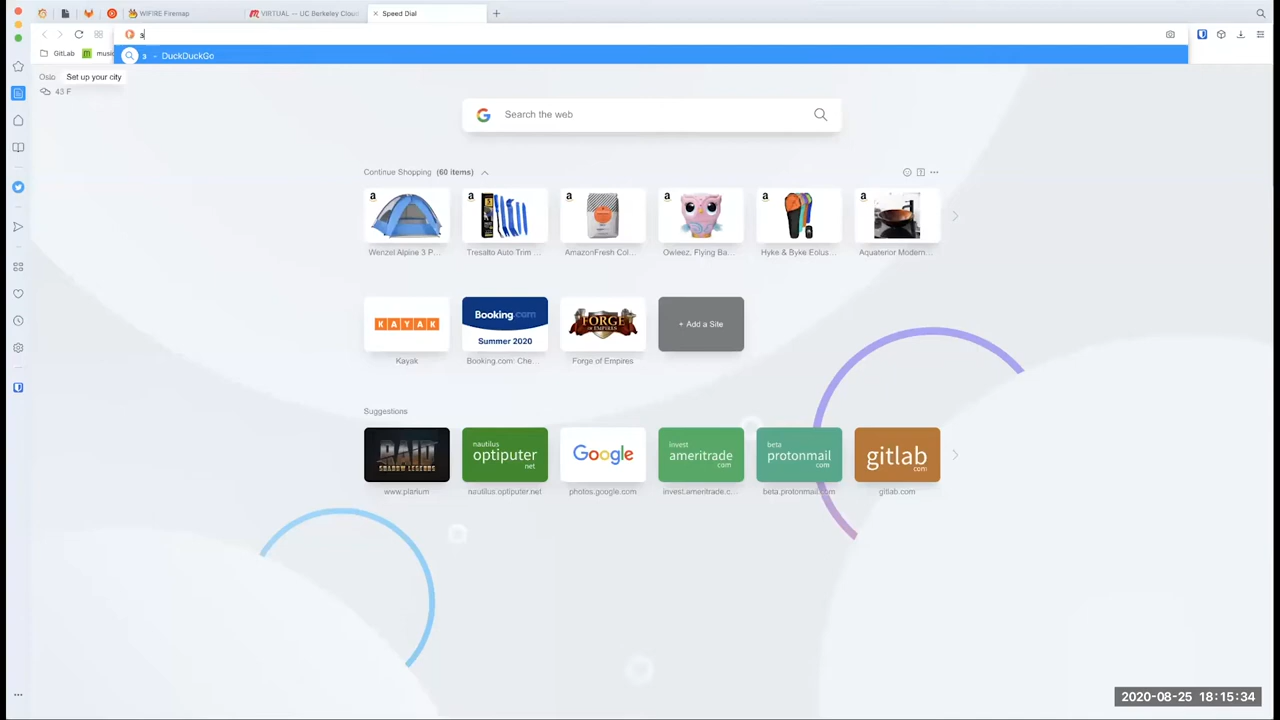 WIFIRE Firemap
VIRTUAL — UC Berkeley Cloud
Speed Dial
GitLab
music
DuckDuckGo
Oslo
Set up your city
43 F
Search the web
Continue Shopping (60 items)
Wenzel Alpine 3 P...
Tresalto Auto Trim ...
AmazonFresh Col...
Owleez, Flying Ba...
Hyke & Byke Eolus...
Aquaterior Modern...
KAYAK
Booking.com
Summer 2020
FORGE
OF EMPIRES
+ Add a Site
Kayak
Booking.com: Che...
Forge of Empires
Suggestions
RAID
SHADOW LEGENDS
nautilus
optiputer
net
Google
invest
ameritrade
com
beta
protonmail
com
gitlab
com
www.plarium
nautilus.optiputer.net
photos.google.com
invest.ameritrade.c...
beta.protonmail.com
gitlab.com
2020-08-25 18:15:34